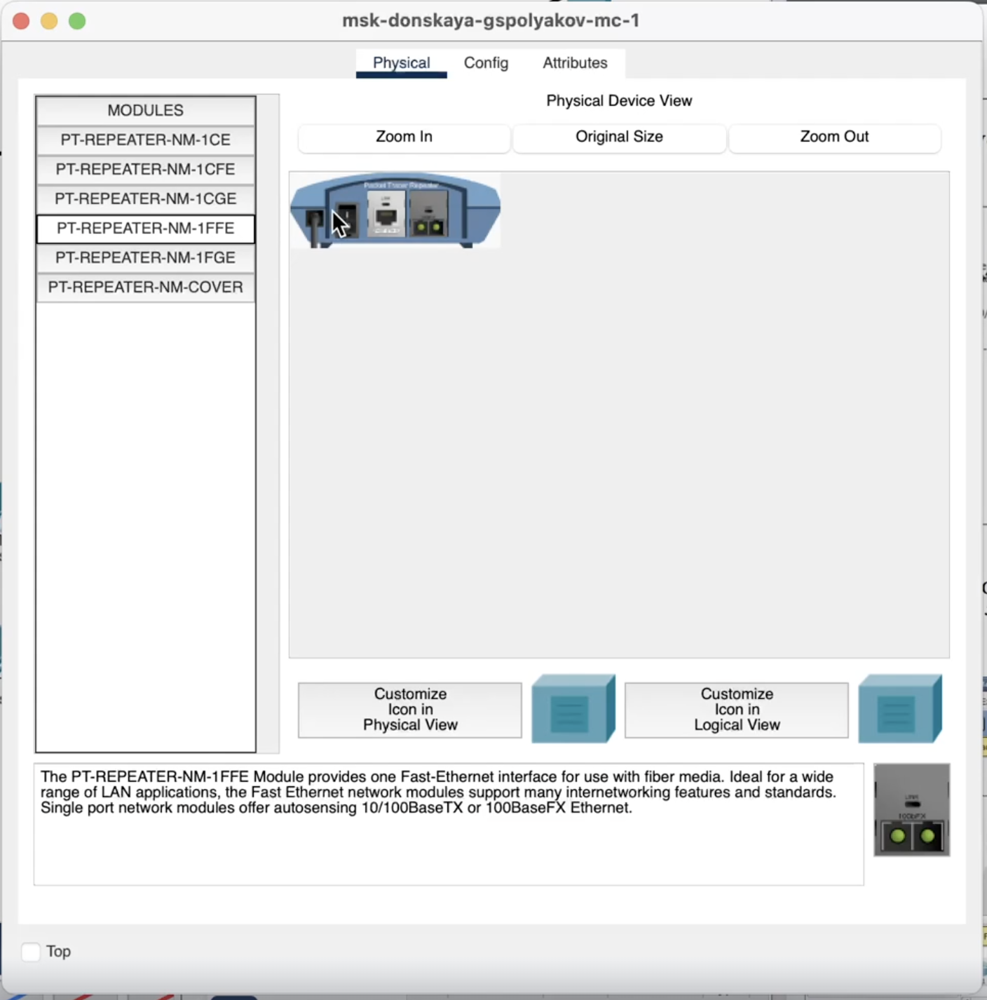 msk-donskaya-gspolyakov-mc-1
Physical
Config
Attributes
MODULES
PT-REPEATER-NM-1CE
PT-REPEATER-NM-1CFE
PT-REPEATER-NM-1CGE
PT-REPEATER-NM-1FFE
PT-REPEATER-NM-1FGE
PT-REPEATER-NM-COVER
Physical Device View
Zoom In
Original Size
Zoom Out
Packet Tracer Repeater
LINK
Customize
Icon in
Physical View
Customize
Icon in
Logical View
The PT-REPEATER-NM-1FFE Module provides one Fast-Ethernet interface for use with fiber media. Ideal for a wide
range of LAN applications, the Fast Ethernet network modules support many internetworking features and standards.
Single port network modules offer autosensing 10/100BaseTX or 100BaseFX Ethernet.
LINK
100bFX
Top